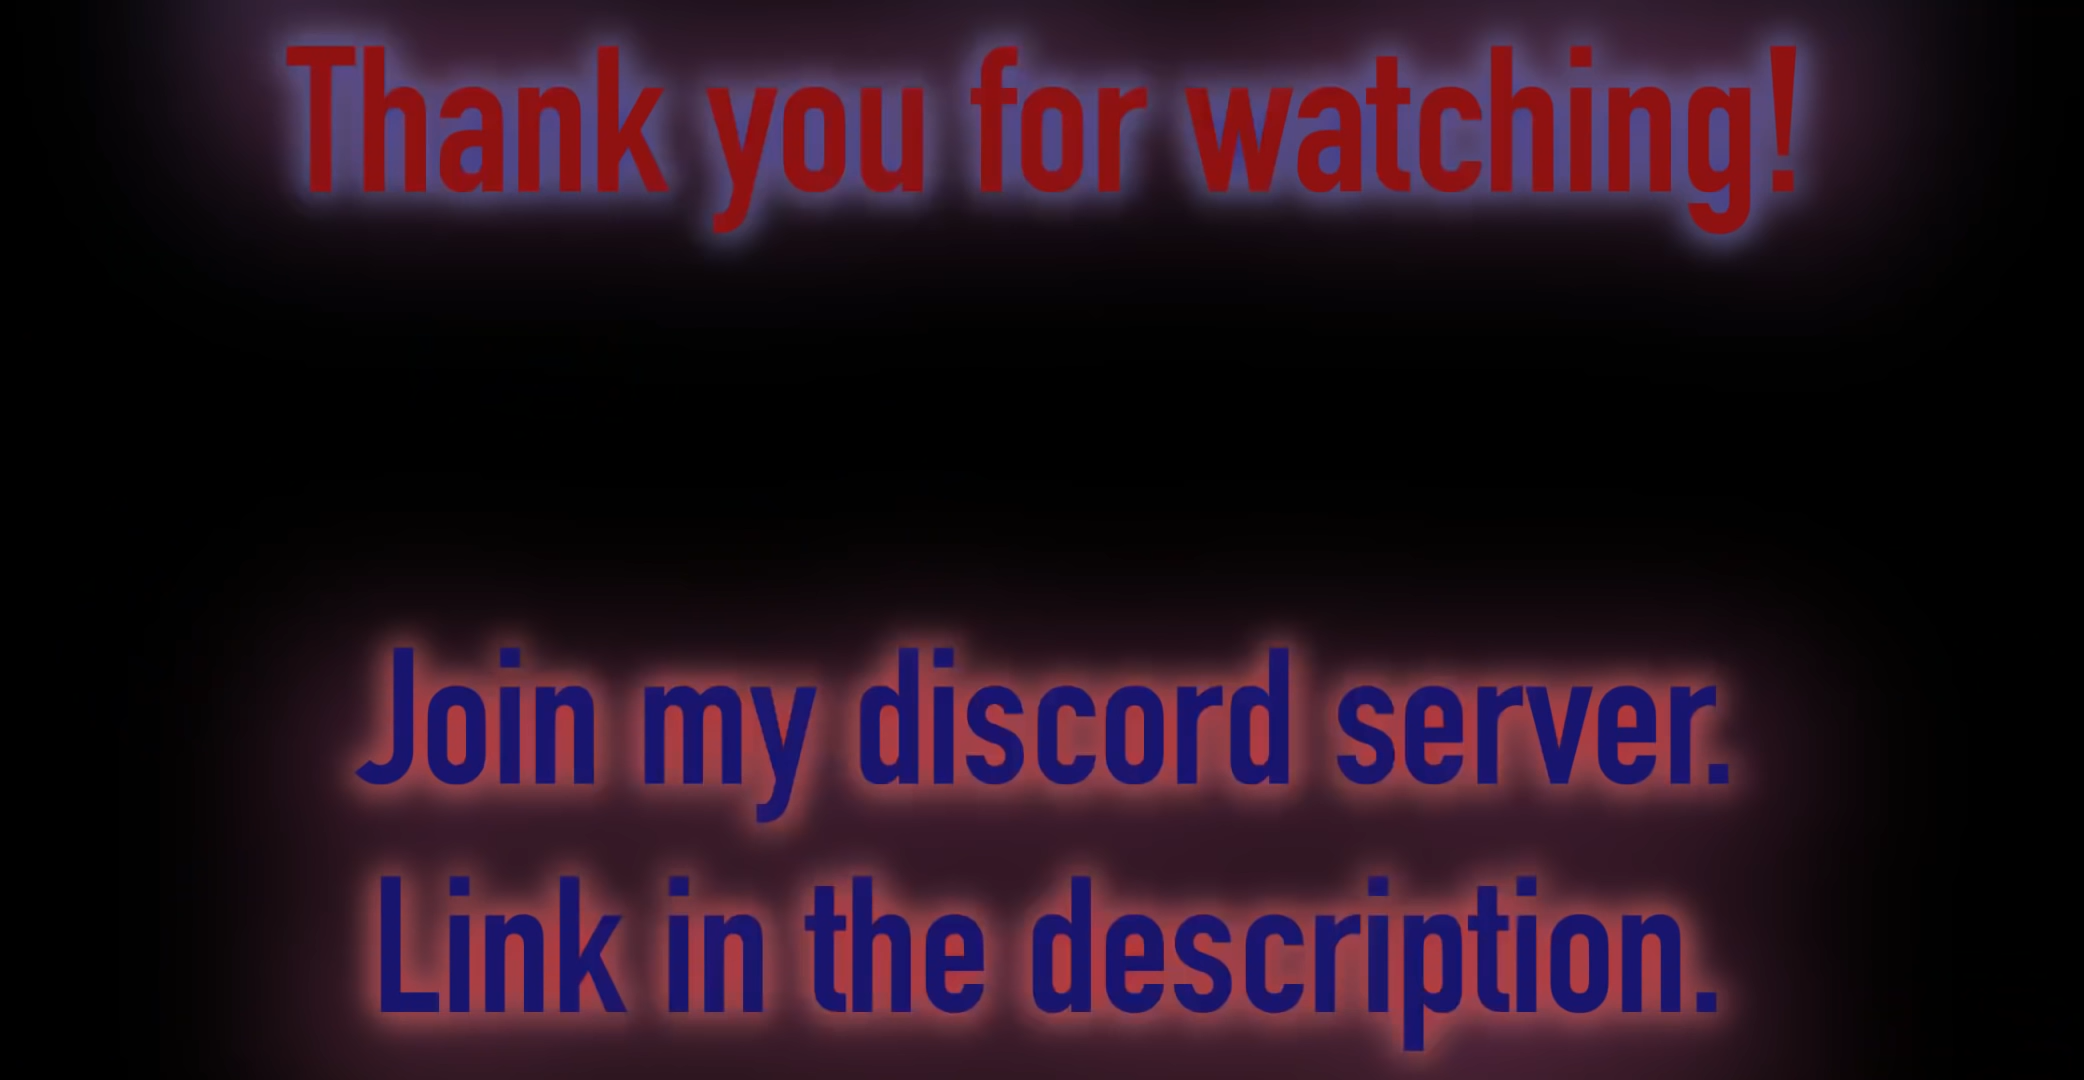 Thank you for watching!
Join my discord server.
Link in the description.